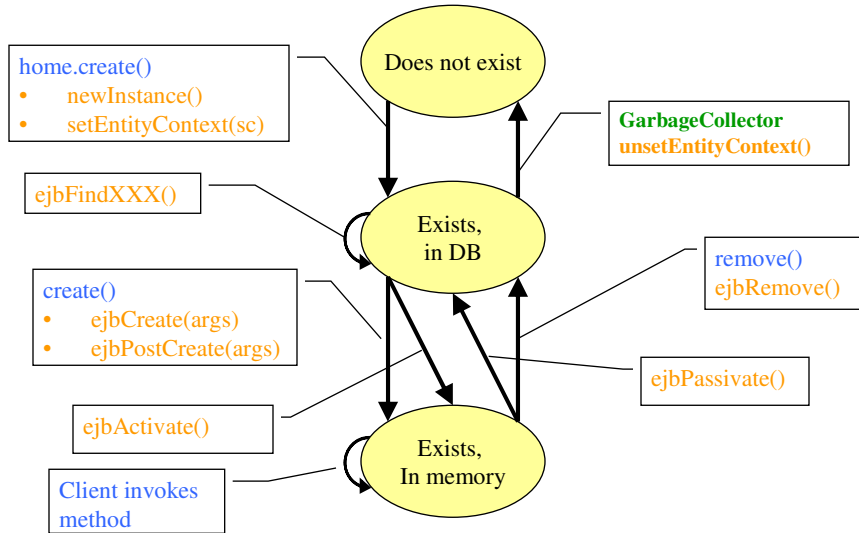 Does not exist
home.create()
• newInstance()
• setEntityContext(sc)
GarbageCollector
unsetEntityContext()
ejbFindXXX()
Exists,
in DB
remove()
ejbRemove()
create()
• ejbCreate(args)
• ejbPostCreate(args)
ejbPassivate()
ejbActivate()
Exists,
In memory
Client invokes
method